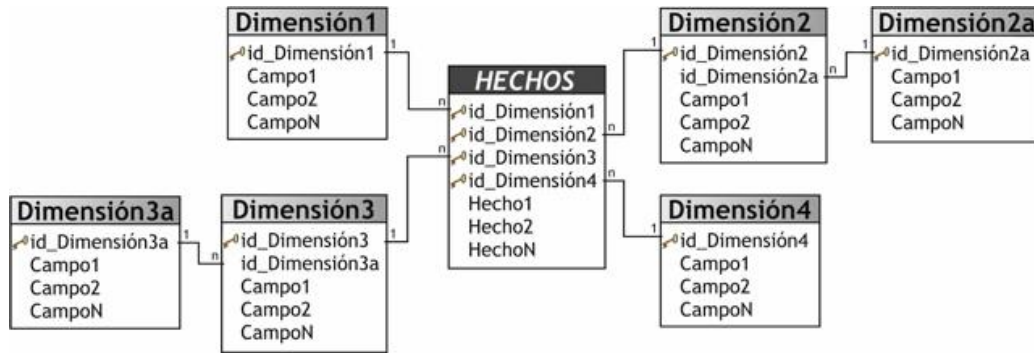 Dimensión1
id_Dimensión1
Campo1
Campo2
CampoN
1
n
HECHOS
id_Dimensión1
id_Dimensión2
id_Dimensión3
id_Dimensión4
Hecho1
Hecho2
HechoN
n
n
n
Dimensión2
id_Dimensión2
id_Dimensión2a
Campo1
Campo2
CampoN
1
n
Dimensión2a
id_Dimensión2a
Campo1
Campo2
CampoN
1
Dimensión3a
id_Dimensión3a
Campo1
Campo2
CampoN
1
n
Dimensión3
id_Dimensión3
id_Dimensión3a
Campo1
Campo2
CampoN
1
Dimensión4
id_Dimensión4
Campo1
Campo2
CampoN
1